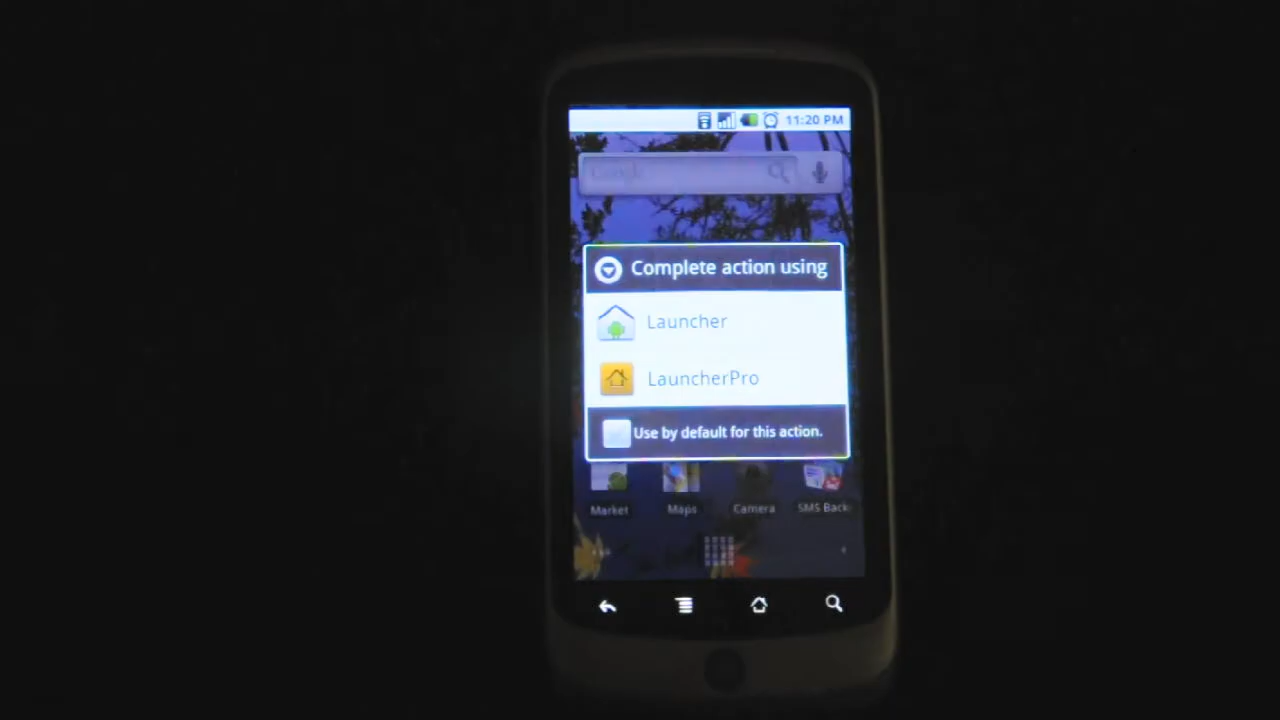 11:20 PM
Google
Complete action using
Launcher
LauncherPro
Use by default for this action.
Market
Maps
Camera
SMS Back